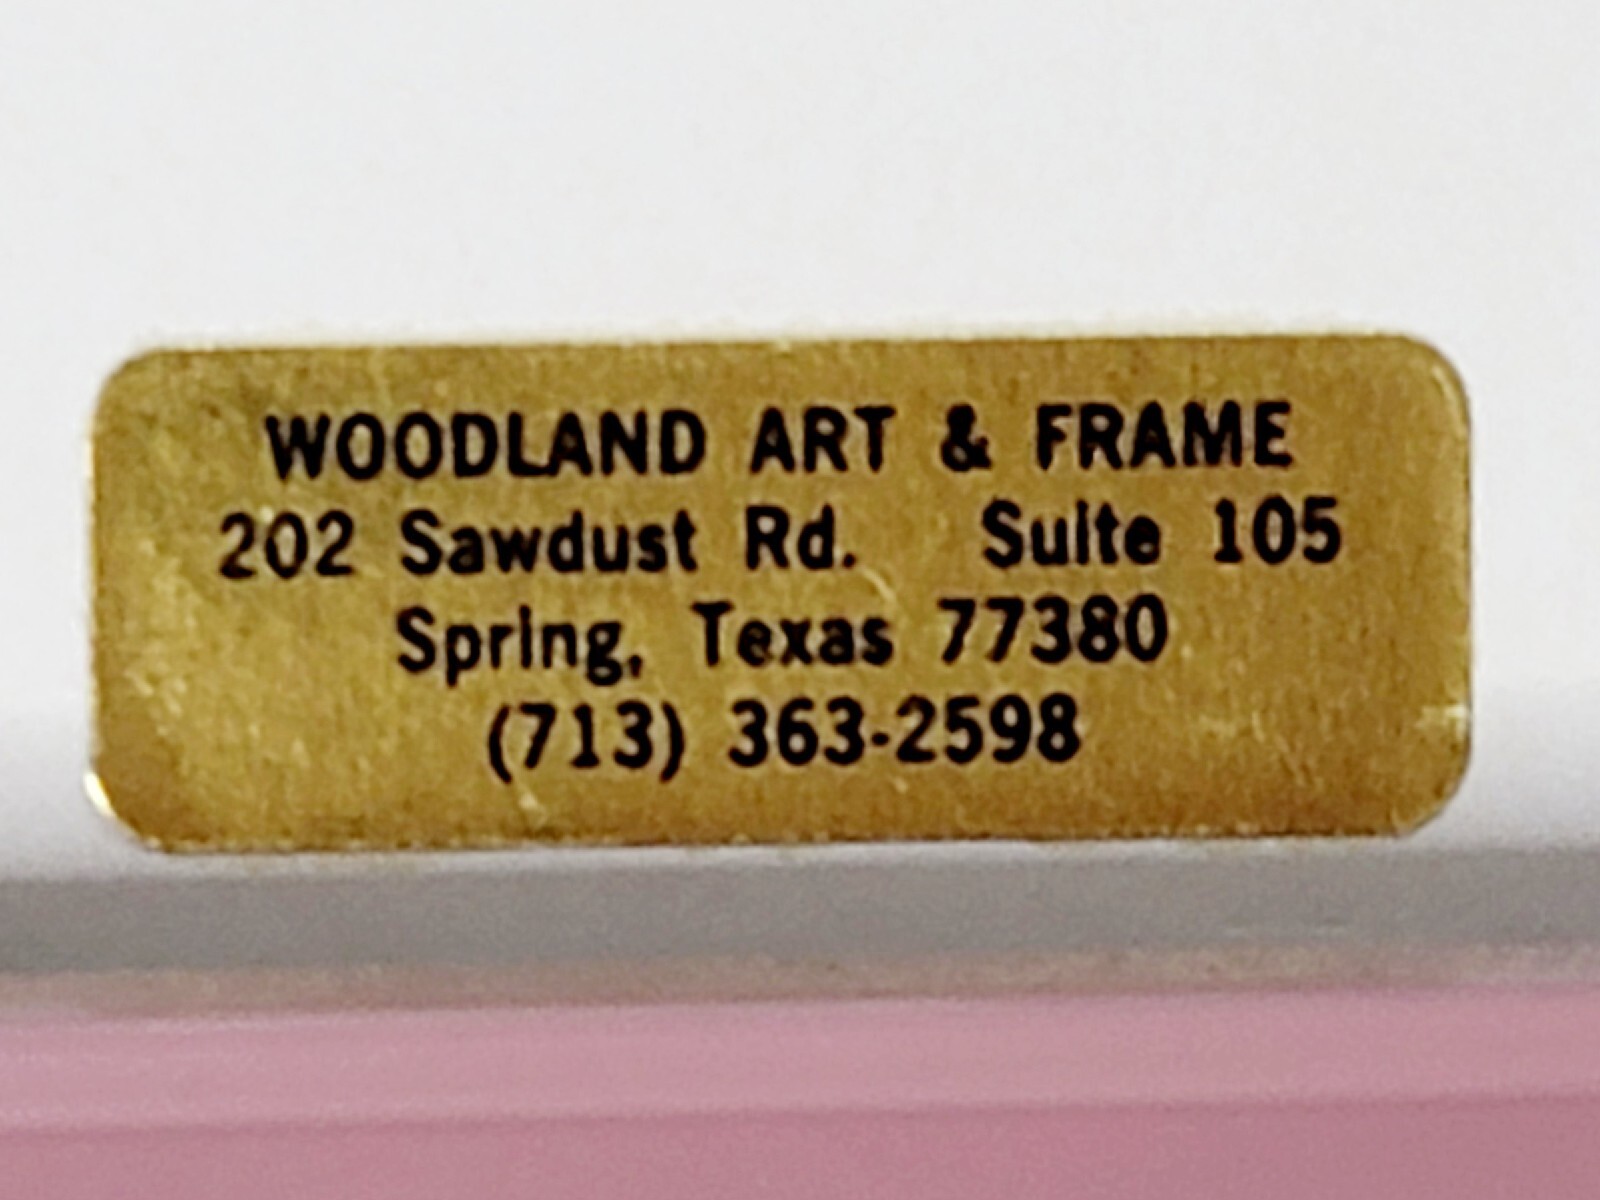 WOODLAND ART & FRAME
202 Sawdust Rd. Suite 105
Spring, Texas 77380
(713) 363-2598